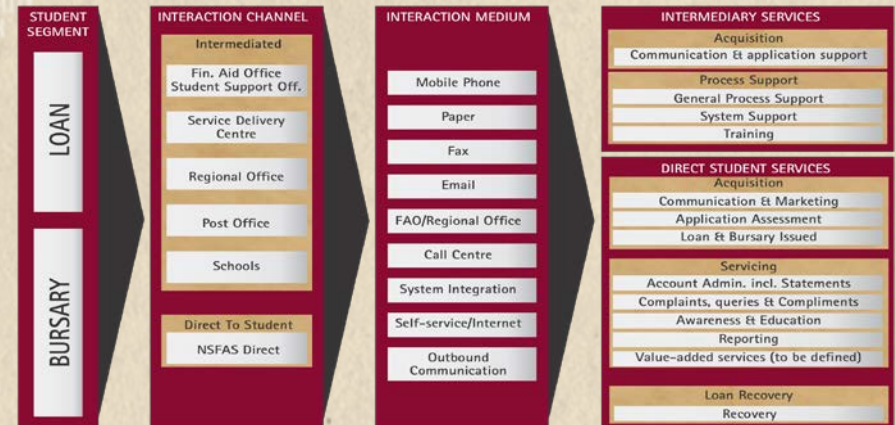 STUDENT
SEGMENT
LOAN
BURSARY
INTERACTION CHANNEL
Intermediated
Fin. Aid Office
Student Support Off.
Service Delivery
Centre
Regional Office
Post Office
Schools
Direct To Student
NSFAS Direct
INTERACTION MEDIUM
Mobile Phone
Paper
Fax
Email
FAO/Regional Office
Call Centre
System Integration
Self-service/Internet
Outbound
Communication
INTERMEDIARY SERVICES
Acquisition
Communication & application support
Process Support
General Process Support
System Support
Training
DIRECT STUDENT SERVICES
Acquisition
Communication & Marketing
Application Assessment
Loan & Bursary Issued
Servicing
Account Admin. incl. Statements
Complaints, queries & Compliments
Awareness & Education
Reporting
Value-added services (to be defined)
Loan Recovery
Recovery